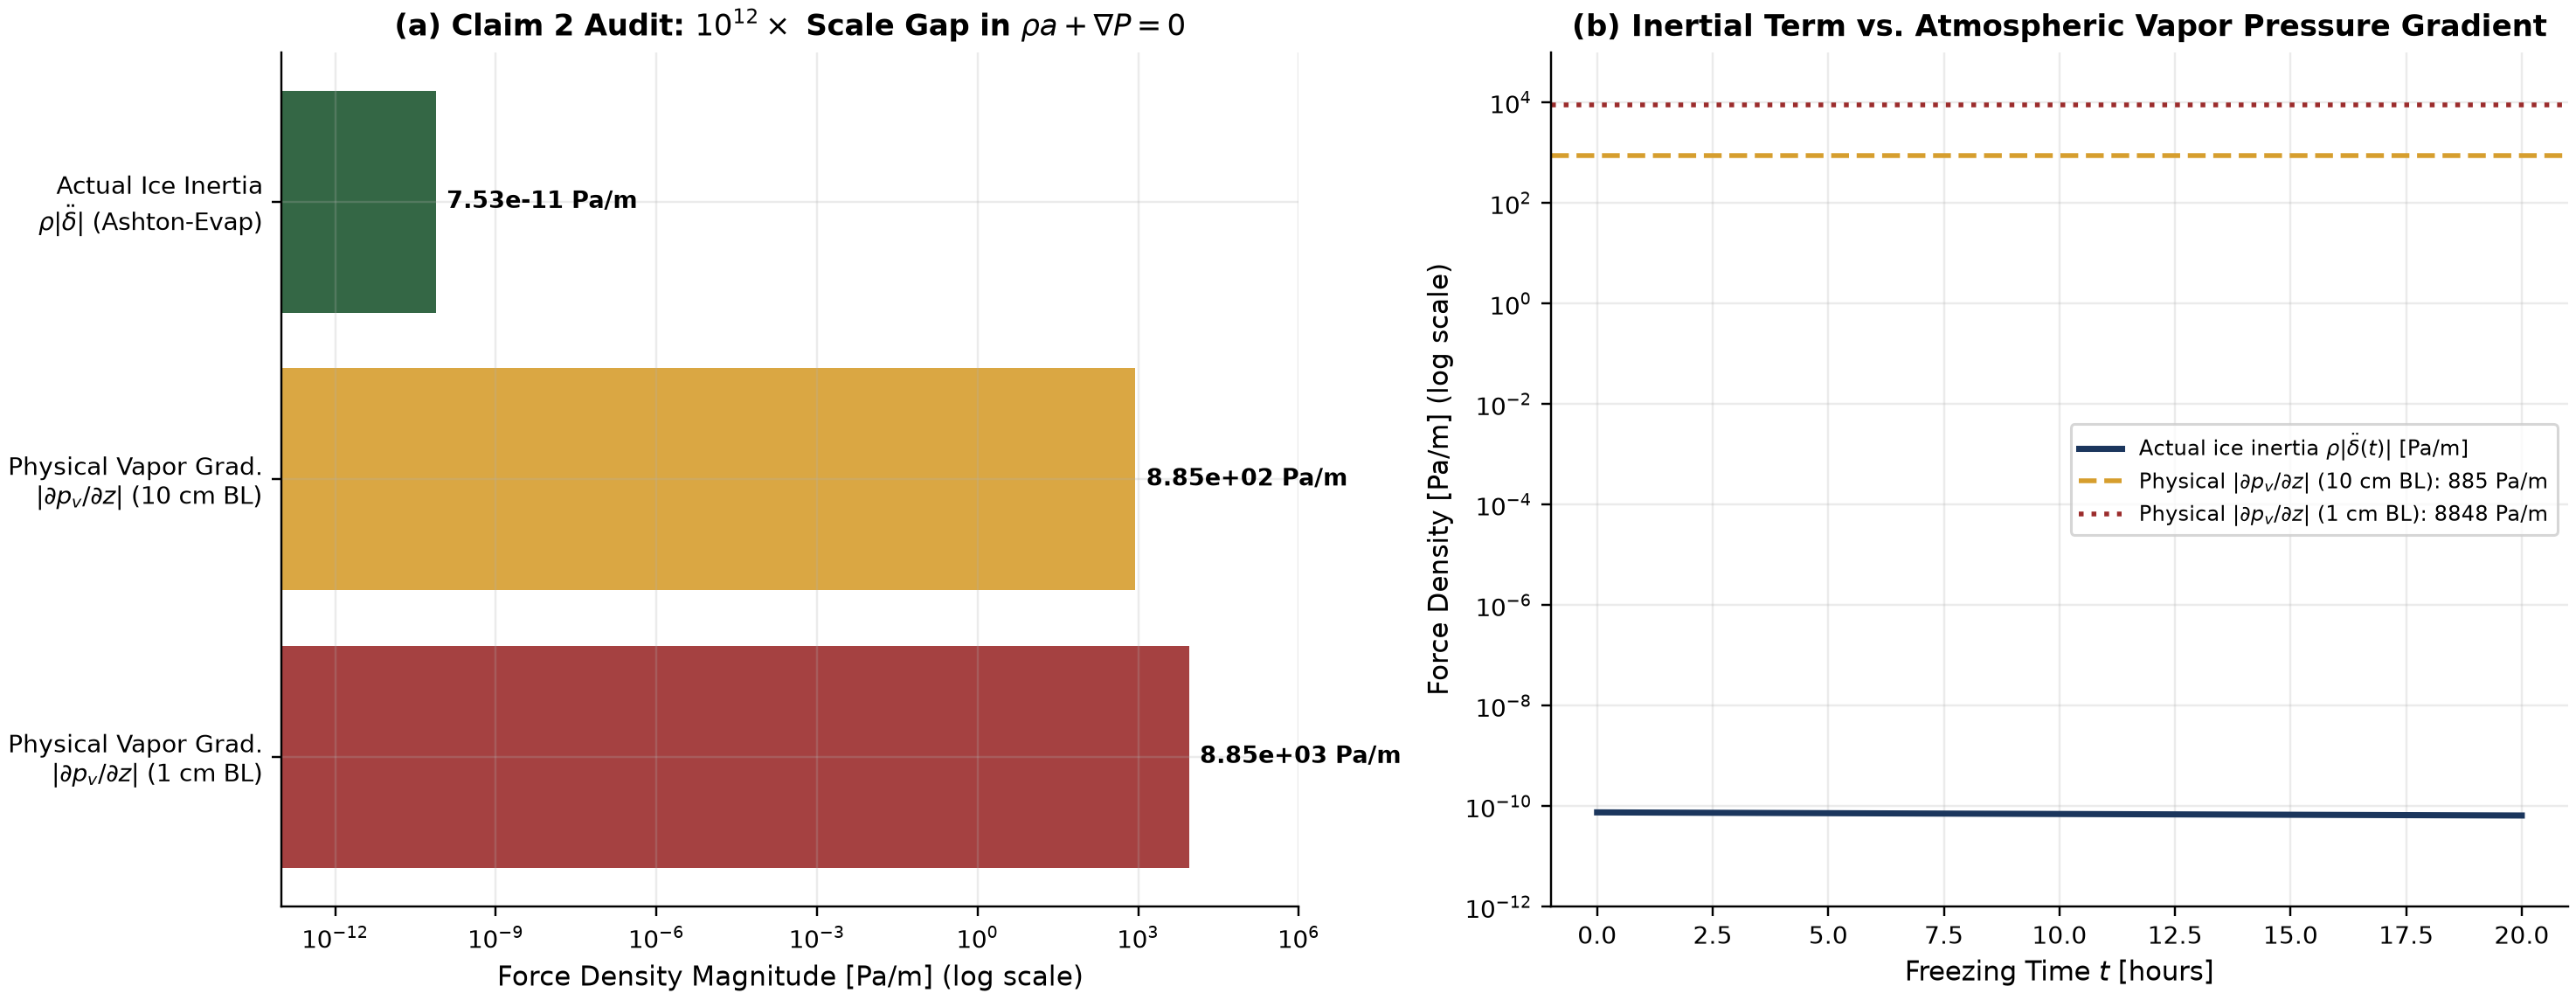 (a) Claim 2 Audit: 10¹² × Scale Gap in ρa + ∇P = 0
Actual Ice Inertia
ρ|δ̈| (Ashton-Evap)
7.53e-11 Pa/m
Physical Vapor Grad.
|∂pᵥ/∂z| (10 cm BL)
8.85e+02 Pa/m
Physical Vapor Grad.
|∂pᵥ/∂z| (1 cm BL)
8.85e+03 Pa/m
10⁻¹² 10⁻⁹ 10⁻⁶ 10⁻³ 10⁰ 10³ 10⁶
Force Density Magnitude [Pa/m] (log scale)
(b) Inertial Term vs. Atmospheric Vapor Pressure Gradient
Force Density [Pa/m] (log scale)
10⁴
10²
10⁰
10⁻²
10⁻⁴
10⁻⁶
10⁻⁸
10⁻¹⁰
10⁻¹²
Actual ice inertia ρ|δ̈(t)| [Pa/m]
Physical |∂pᵥ/∂z| (10 cm BL): 885 Pa/m
Physical |∂pᵥ/∂z| (1 cm BL): 8848 Pa/m
0.0 2.5 5.0 7.5 10.0 12.5 15.0 17.5 20.0
Freezing Time t [hours]